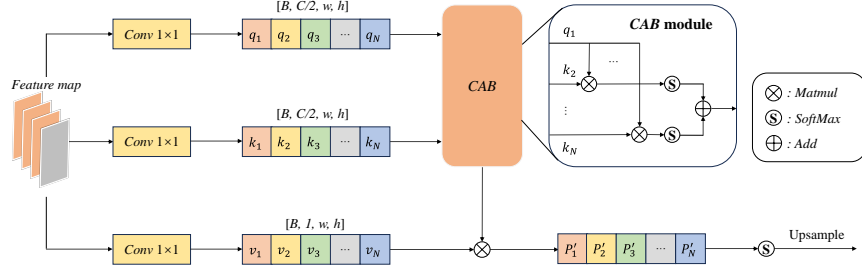 [B, C/2, w, h]
Conv 1×1
q1 q2 q3 ... qN
Feature map
[B, C/2, w, h]
Conv 1×1
k1 k2 k3 ... kN
[B, 1, w, h]
Conv 1×1
v1 v2 v3 ... vN
CAB
CAB module
q1
...
k2
S
⋮
kN
S
: Matmul
S : SoftMax
: Add
P′1 P′2 P′3 ... P′N
S
Upsample